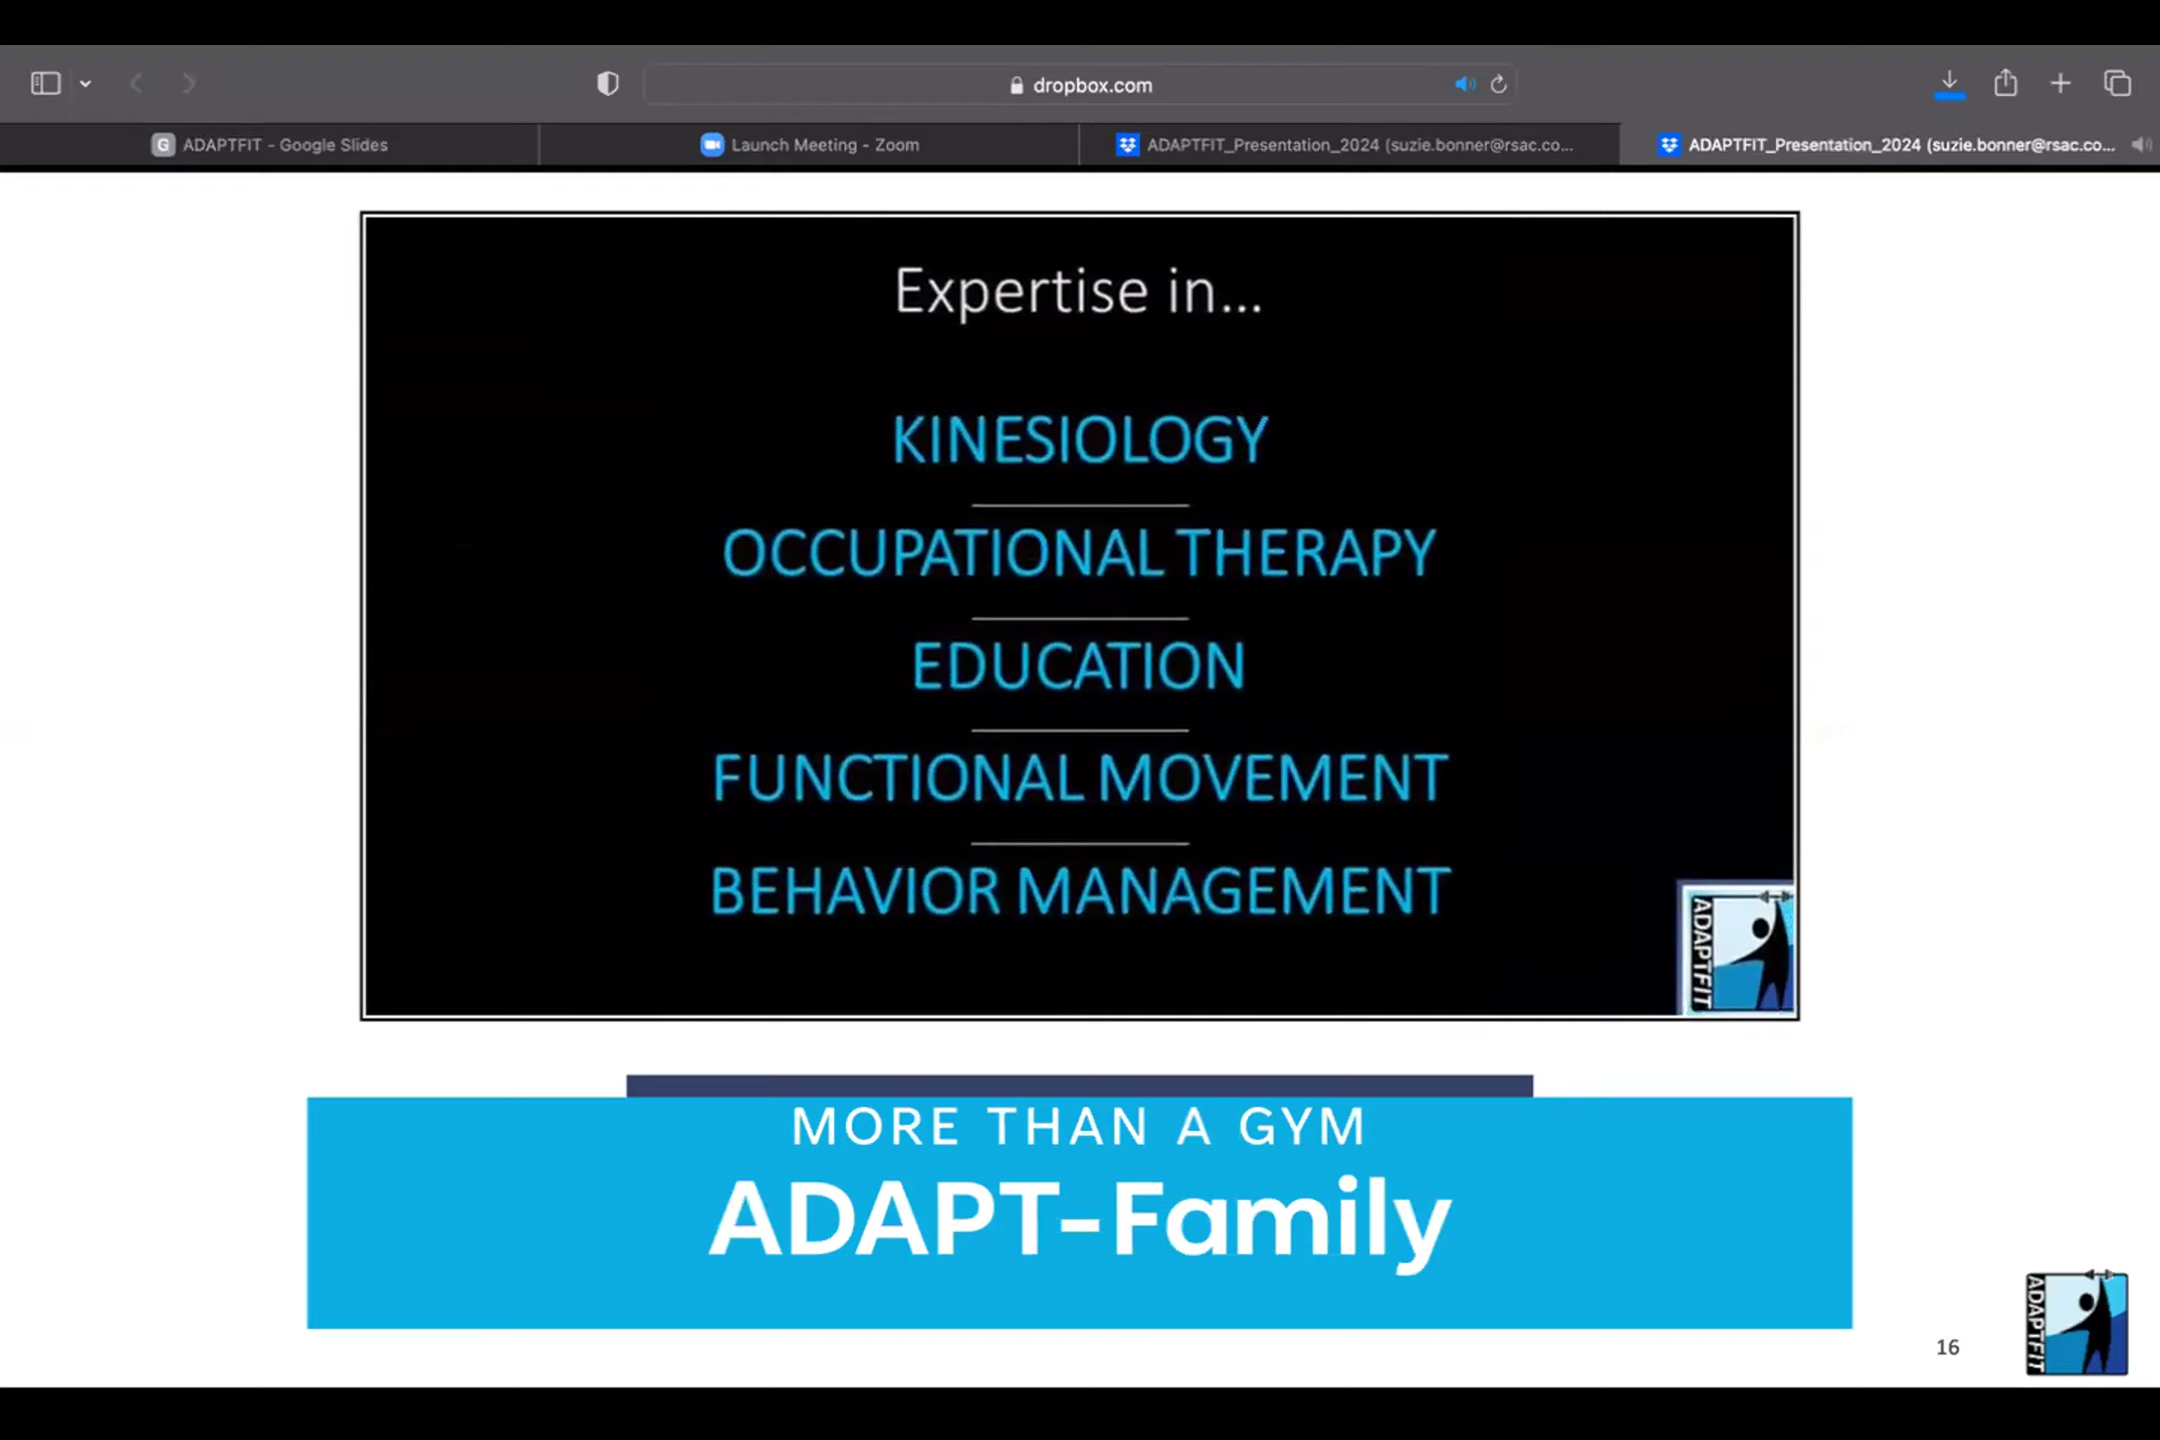 dropbox.com
ADAPTFIT - Google Slides
Launch Meeting - Zoom
ADAPTFIT_Presentation_2024 (suzie.bonner@rsac.co...
ADAPTFIT_Presentation_2024 (suzie.bonner@rsac.co...
Expertise in...
KINESIOLOGY
OCCUPATIONAL THERAPY
EDUCATION
FUNCTIONAL MOVEMENT
BEHAVIOR MANAGEMENT
ADAPTFIT
MORE THAN A GYM
ADAPT-Family
16
ADAPTFIT